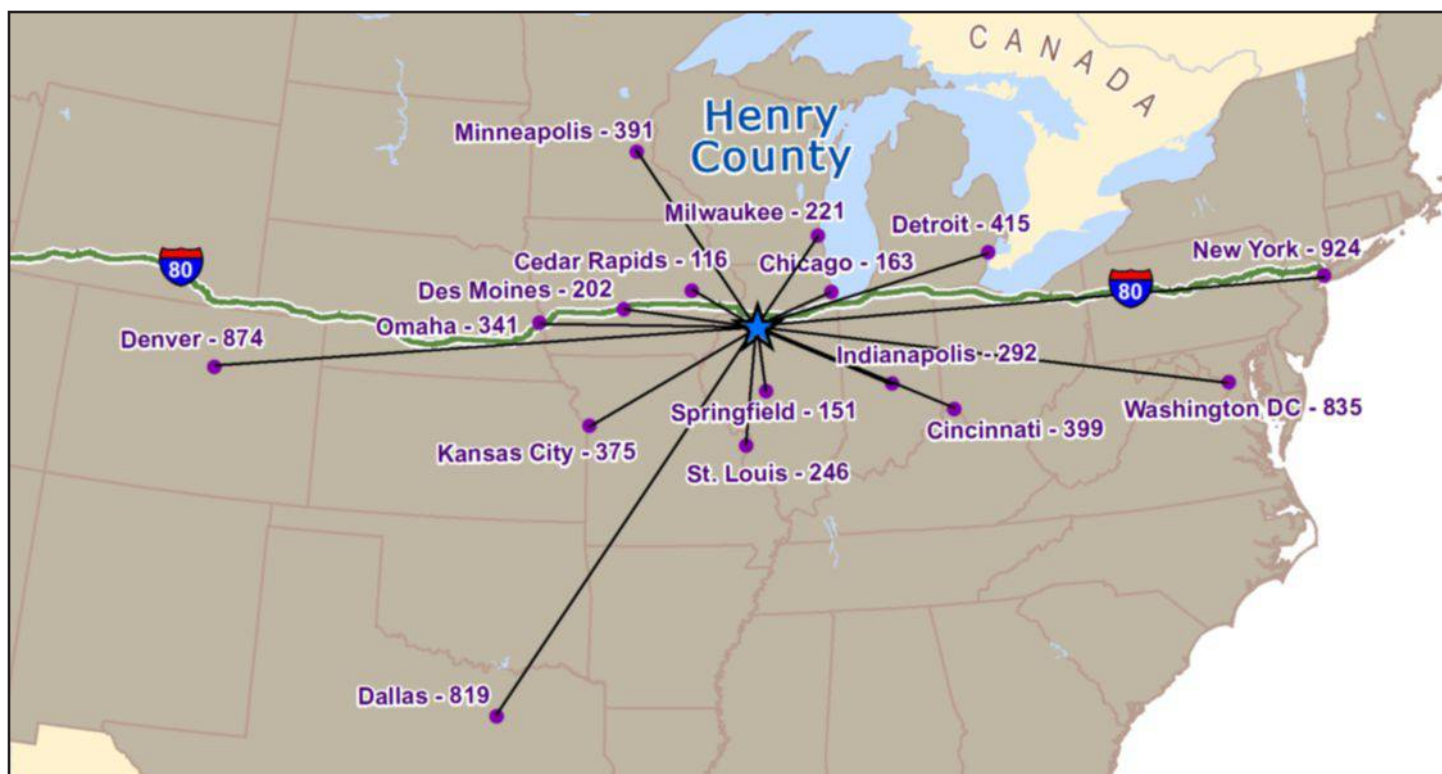 CANADA
Henry
County
Minneapolis - 391
Milwaukee - 221
Detroit - 415
New York - 924
Cedar Rapids - 116
Chicago - 163
80
Des Moines - 202
80
Omaha - 341
Denver - 874
Indianapolis - 292
Springfield - 151
Washington DC - 835
Cincinnati - 399
Kansas City - 375
St. Louis - 246
Dallas - 819